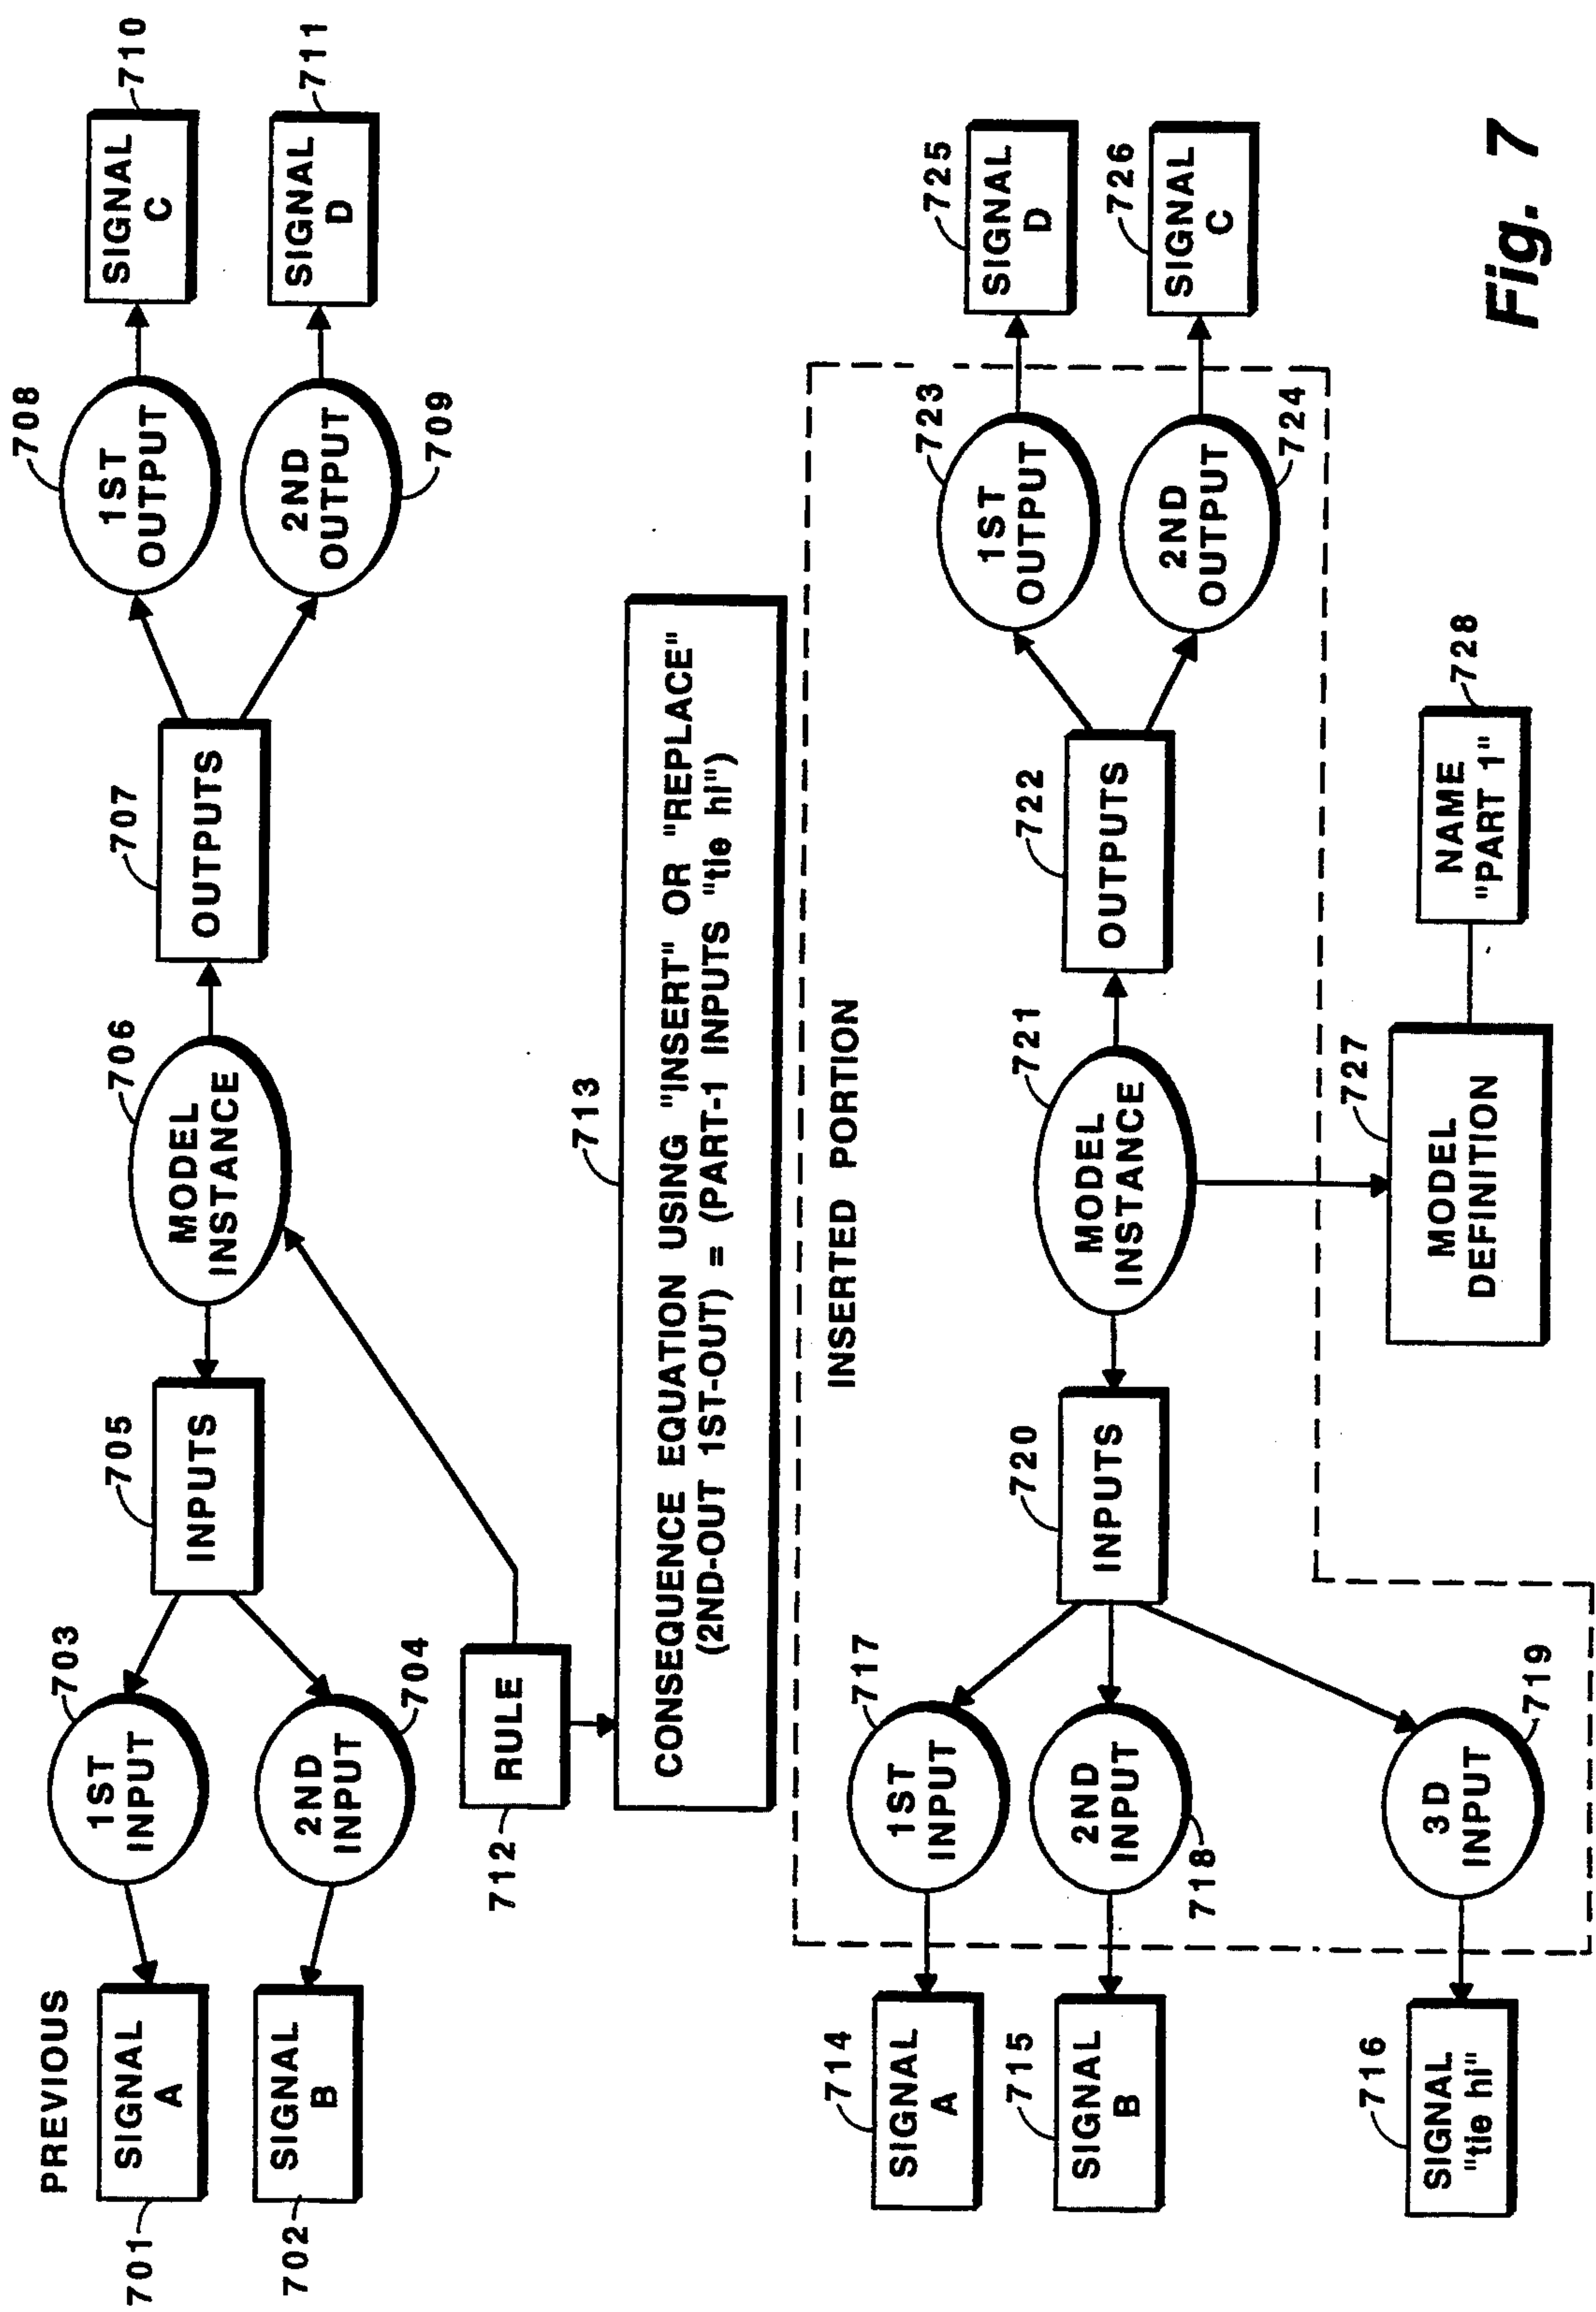 PREVIOUS
701
SIGNAL
A
702
SIGNAL
B
703
1ST
INPUT
704
2ND
INPUT
705
INPUTS
706
MODEL
INSTANCE
707
OUTPUTS
708
1ST
OUTPUT
709
2ND
OUTPUT
710
SIGNAL
C
711
SIGNAL
D
712
RULE
713
CONSEQUENCE EQUATION USING "INSERT" OR "REPLACE"
(2ND-OUT 1ST-OUT) = (PART-1 INPUTS "tie hi")
INSERTED PORTION
714
SIGNAL
A
715
SIGNAL
B
716
SIGNAL
"tie hi"
717
1ST
INPUT
718
2ND
INPUT
719
3D
INPUT
720
INPUTS
721
MODEL
INSTANCE
722
OUTPUTS
723
1ST
OUTPUT
724
2ND
OUTPUT
725
SIGNAL
D
726
SIGNAL
C
727
MODEL
DEFINITION
728
NAME
"PART 1"
Fig. 7